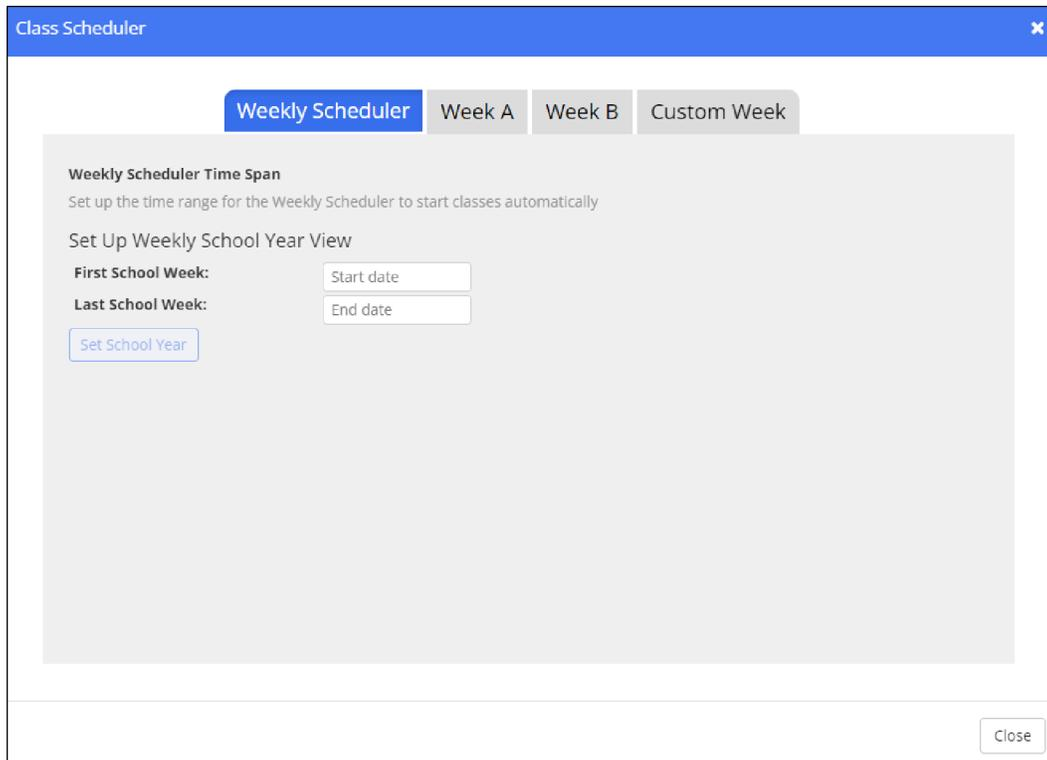 Class Scheduler
Weekly Scheduler Week A Week B Custom Week
Weekly Scheduler Time Span
Set up the time range for the Weekly Scheduler to start classes automatically
Set Up Weekly School Year View
First School Week: Start date
Last School Week: End date
Set School Year
Close